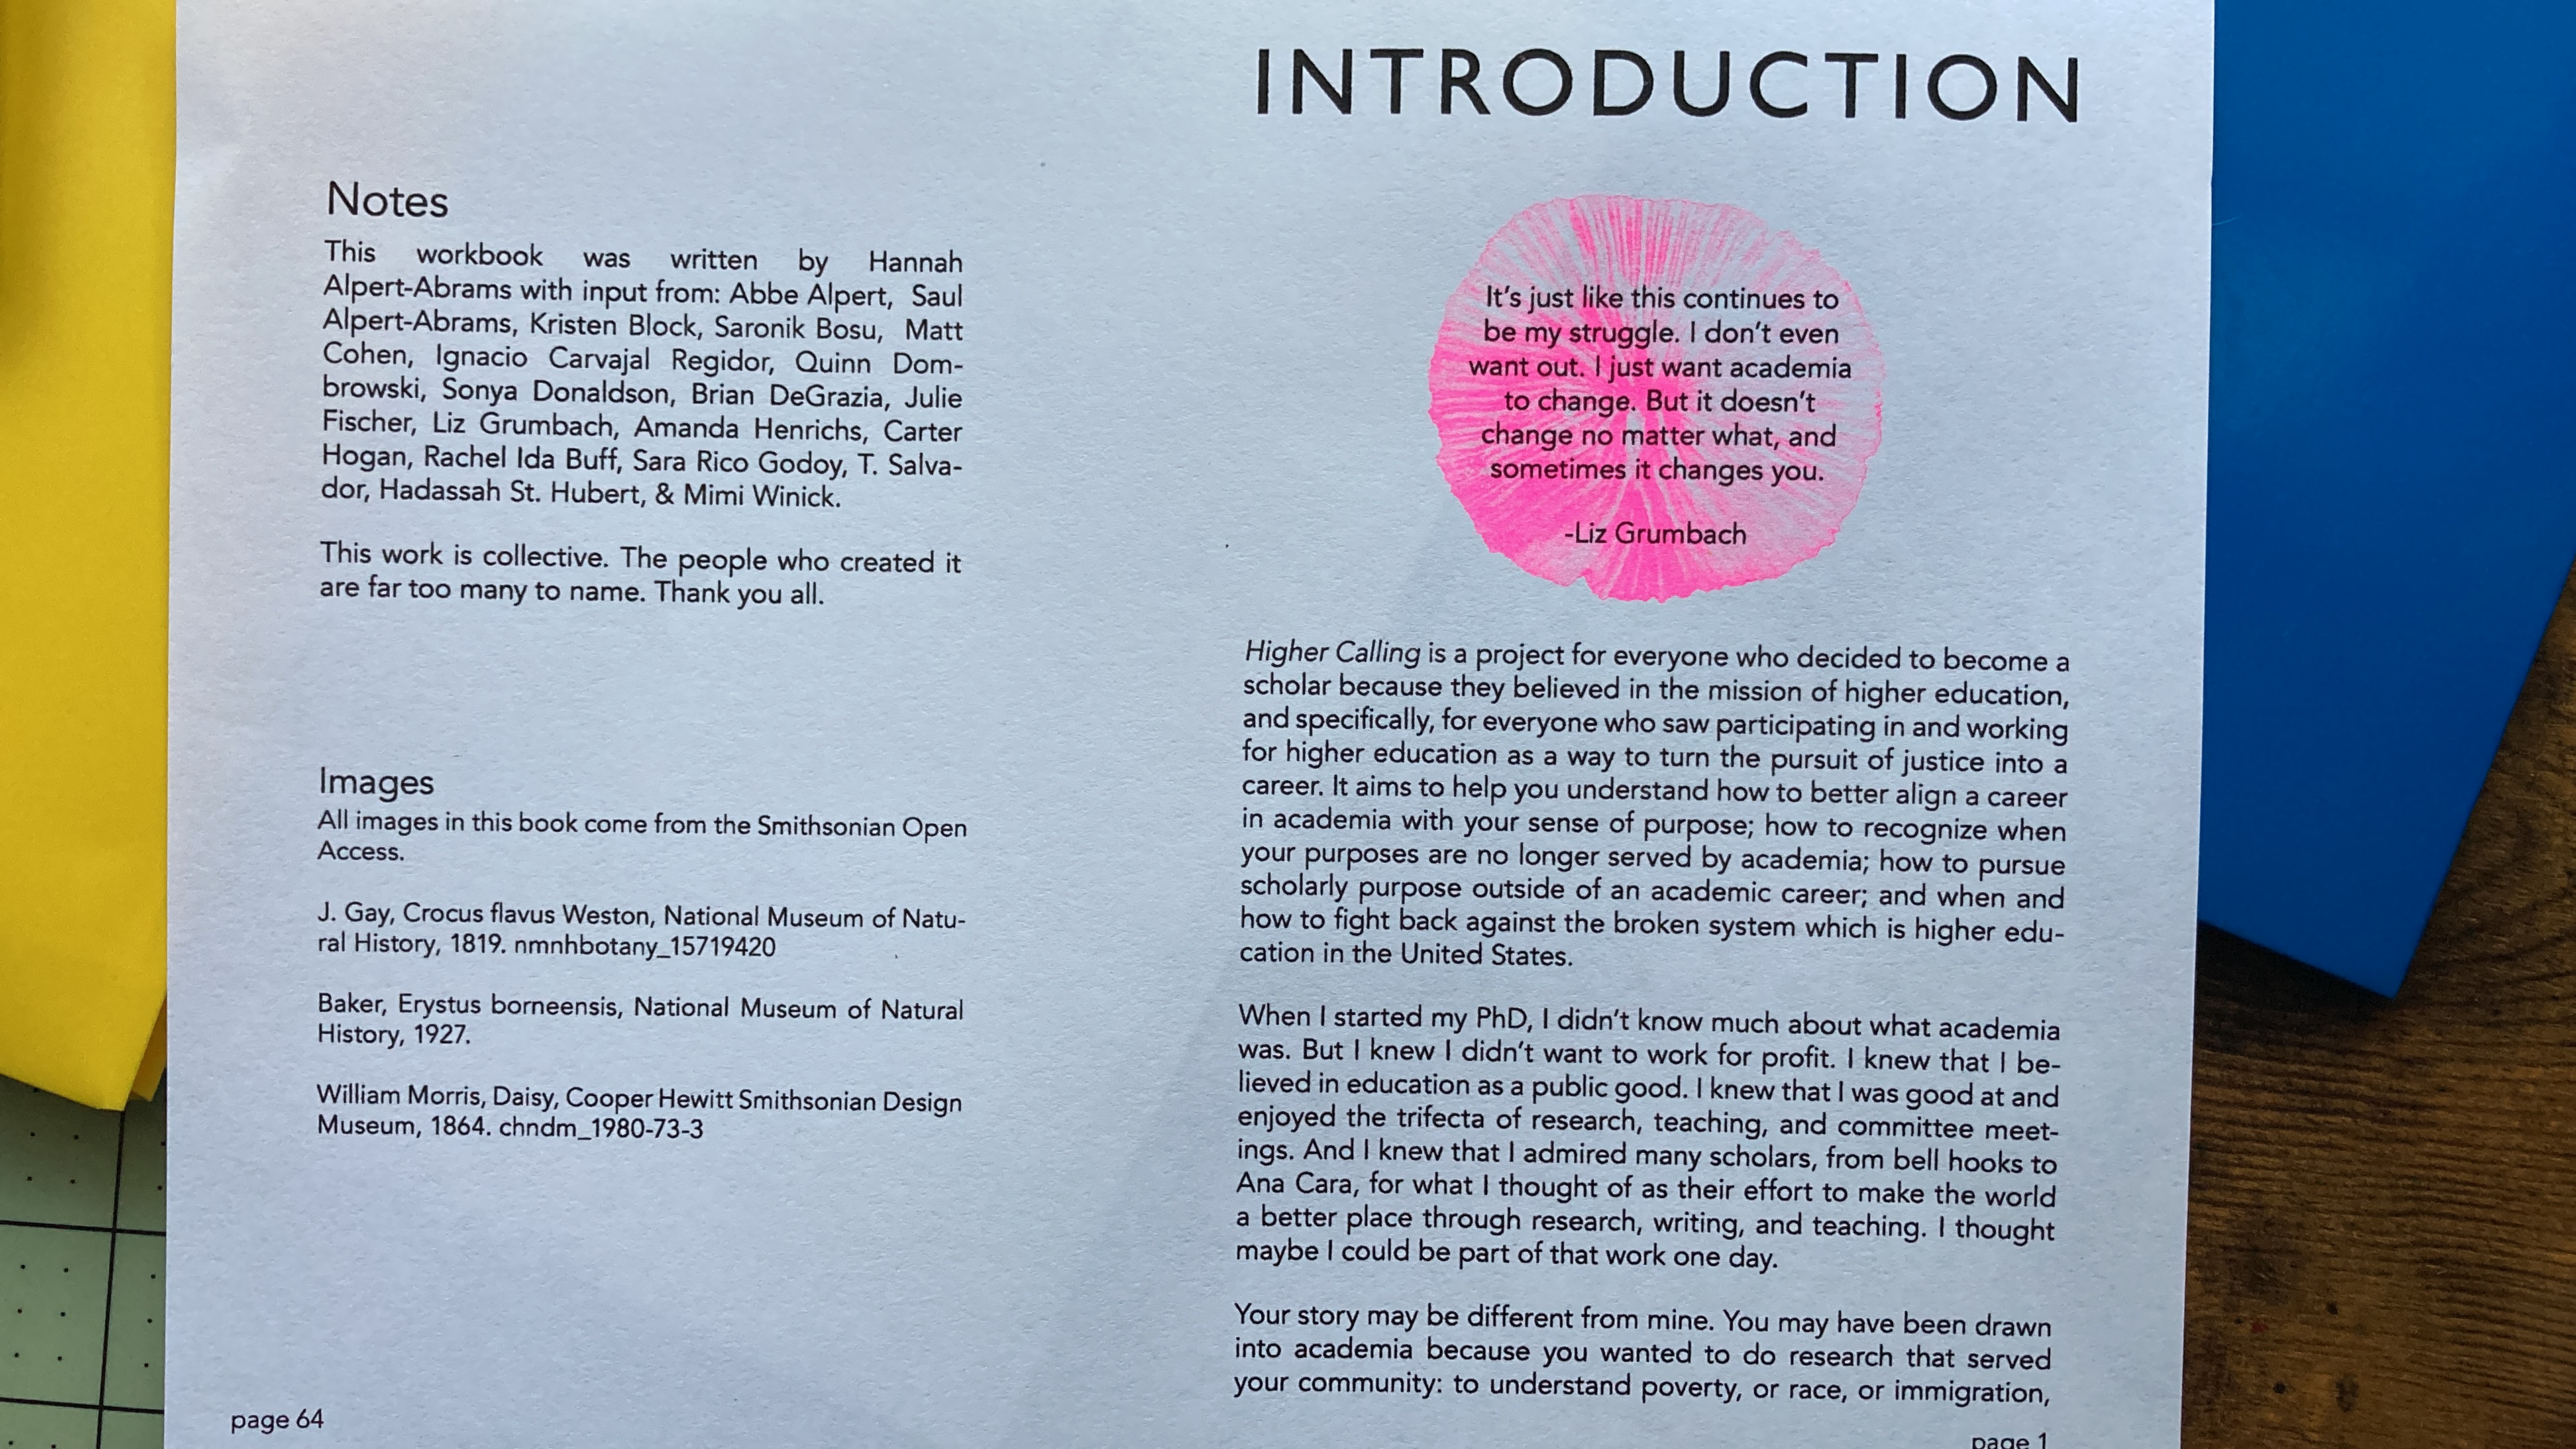 Notes
This workbook was written by Hannah
Alpert-Abrams with input from: Abbe Alpert, Saul
Alpert-Abrams, Kristen Block, Saronik Bosu, Matt
Cohen, Ignacio Carvajal Regidor, Quinn Dom-
browski, Sonya Donaldson, Brian DeGrazia, Julie
Fischer, Liz Grumbach, Amanda Henrichs, Carter
Hogan, Rachel Ida Buff, Sara Rico Godoy, T. Salva-
dor, Hadassah St. Hubert, & Mimi Winick.
This work is collective. The people who created it
are far too many to name. Thank you all.
Images
All images in this book come from the Smithsonian Open
Access.
J. Gay, Crocus flavus Weston, National Museum of Natu-
ral History, 1819. nmnhbotany_15719420
Baker, Erystus borneensis, National Museum of Natural
History, 1927.
William Morris, Daisy, Cooper Hewitt Smithsonian Design
Museum, 1864. chndm_1980-73-3
page 64
INTRODUCTION
It's just like this continues to
be my struggle. I don't even
want out. I just want academia
to change. But it doesn't
change no matter what, and
sometimes it changes you.
-Liz Grumbach
Higher Calling is a project for everyone who decided to become a
scholar because they believed in the mission of higher education,
and specifically, for everyone who saw participating in and working
for higher education as a way to turn the pursuit of justice into a
career. It aims to help you understand how to better align a career
in academia with your sense of purpose; how to recognize when
your purposes are no longer served by academia; how to pursue
scholarly purpose outside of an academic career; and when and
how to fight back against the broken system which is higher edu-
cation in the United States.
When I started my PhD, I didn't know much about what academia
was. But I knew I didn't want to work for profit. I knew that I be-
lieved in education as a public good. I knew that I was good at and
enjoyed the trifecta of research, teaching, and committee meet-
ings. And I knew that I admired many scholars, from bell hooks to
Ana Cara, for what I thought of as their effort to make the world
a better place through research, writing, and teaching. I thought
maybe I could be part of that work one day.
Your story may be different from mine. You may have been drawn
into academia because you wanted to do research that served
your community: to understand poverty, or race, or immigration,
page 1